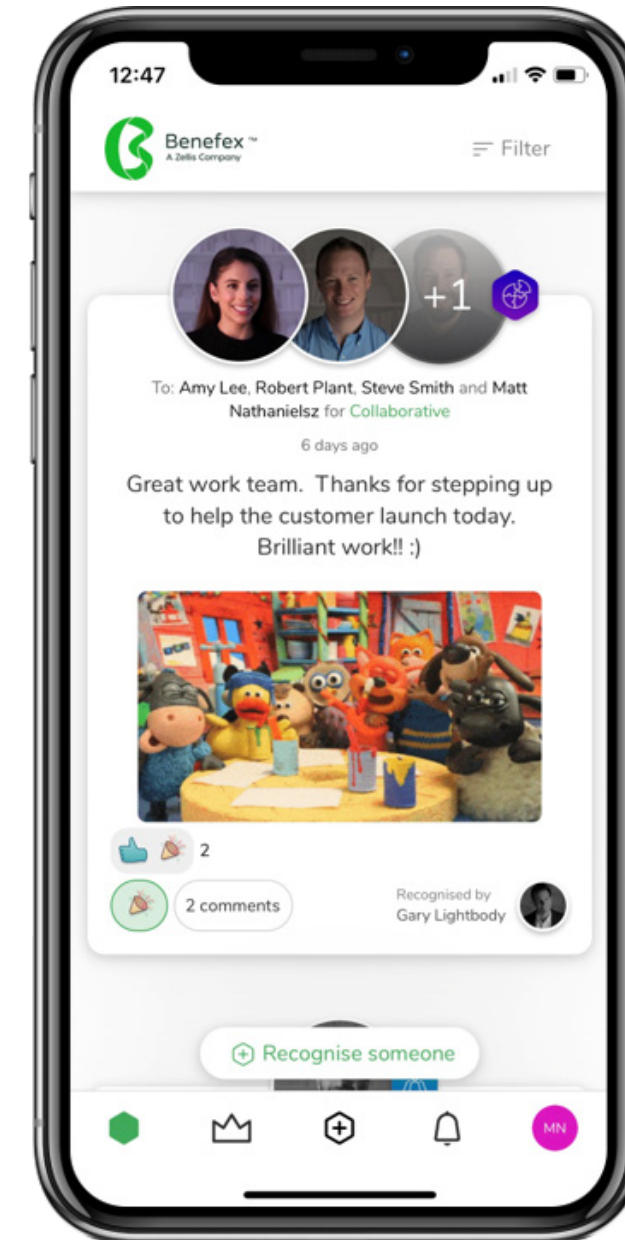 12:47
Benefex ™
A Zellis Company
Filter
+1
To: Amy Lee, Robert Plant, Steve Smith and Matt
Nathanielsz for Collaborative
6 days ago
Great work team.  Thanks for stepping up
to help the customer launch today.
Brilliant work!! :)
2
2 comments
Recognised by
Gary Lightbody
Recognise someone
MN